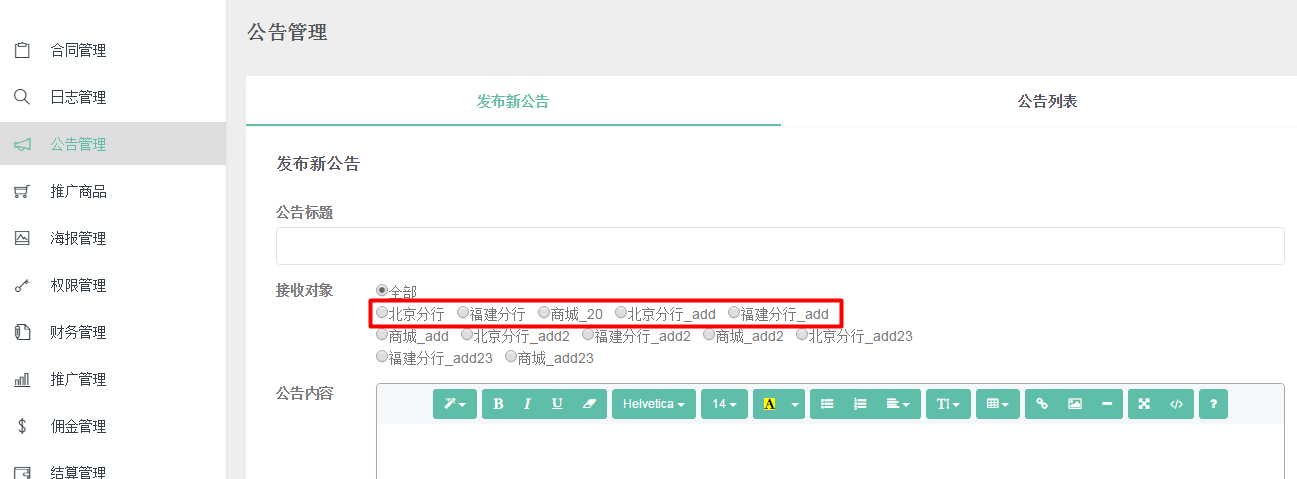 合同管理
日志管理
公告管理
推广商品
海报管理
权限管理
财务管理
推广管理
佣金管理
结算管理
公告管理
发布新公告 公告列表
发布新公告
公告标题
接收对象 全部
北京分行 福建分行 商城_20 北京分行_add 福建分行_add
商城_add 北京分行_add2 福建分行_add2 商城_add2 北京分行_add23
福建分行_add23 商城_add23
公告内容
B I U Helvetica 14 A T! ?